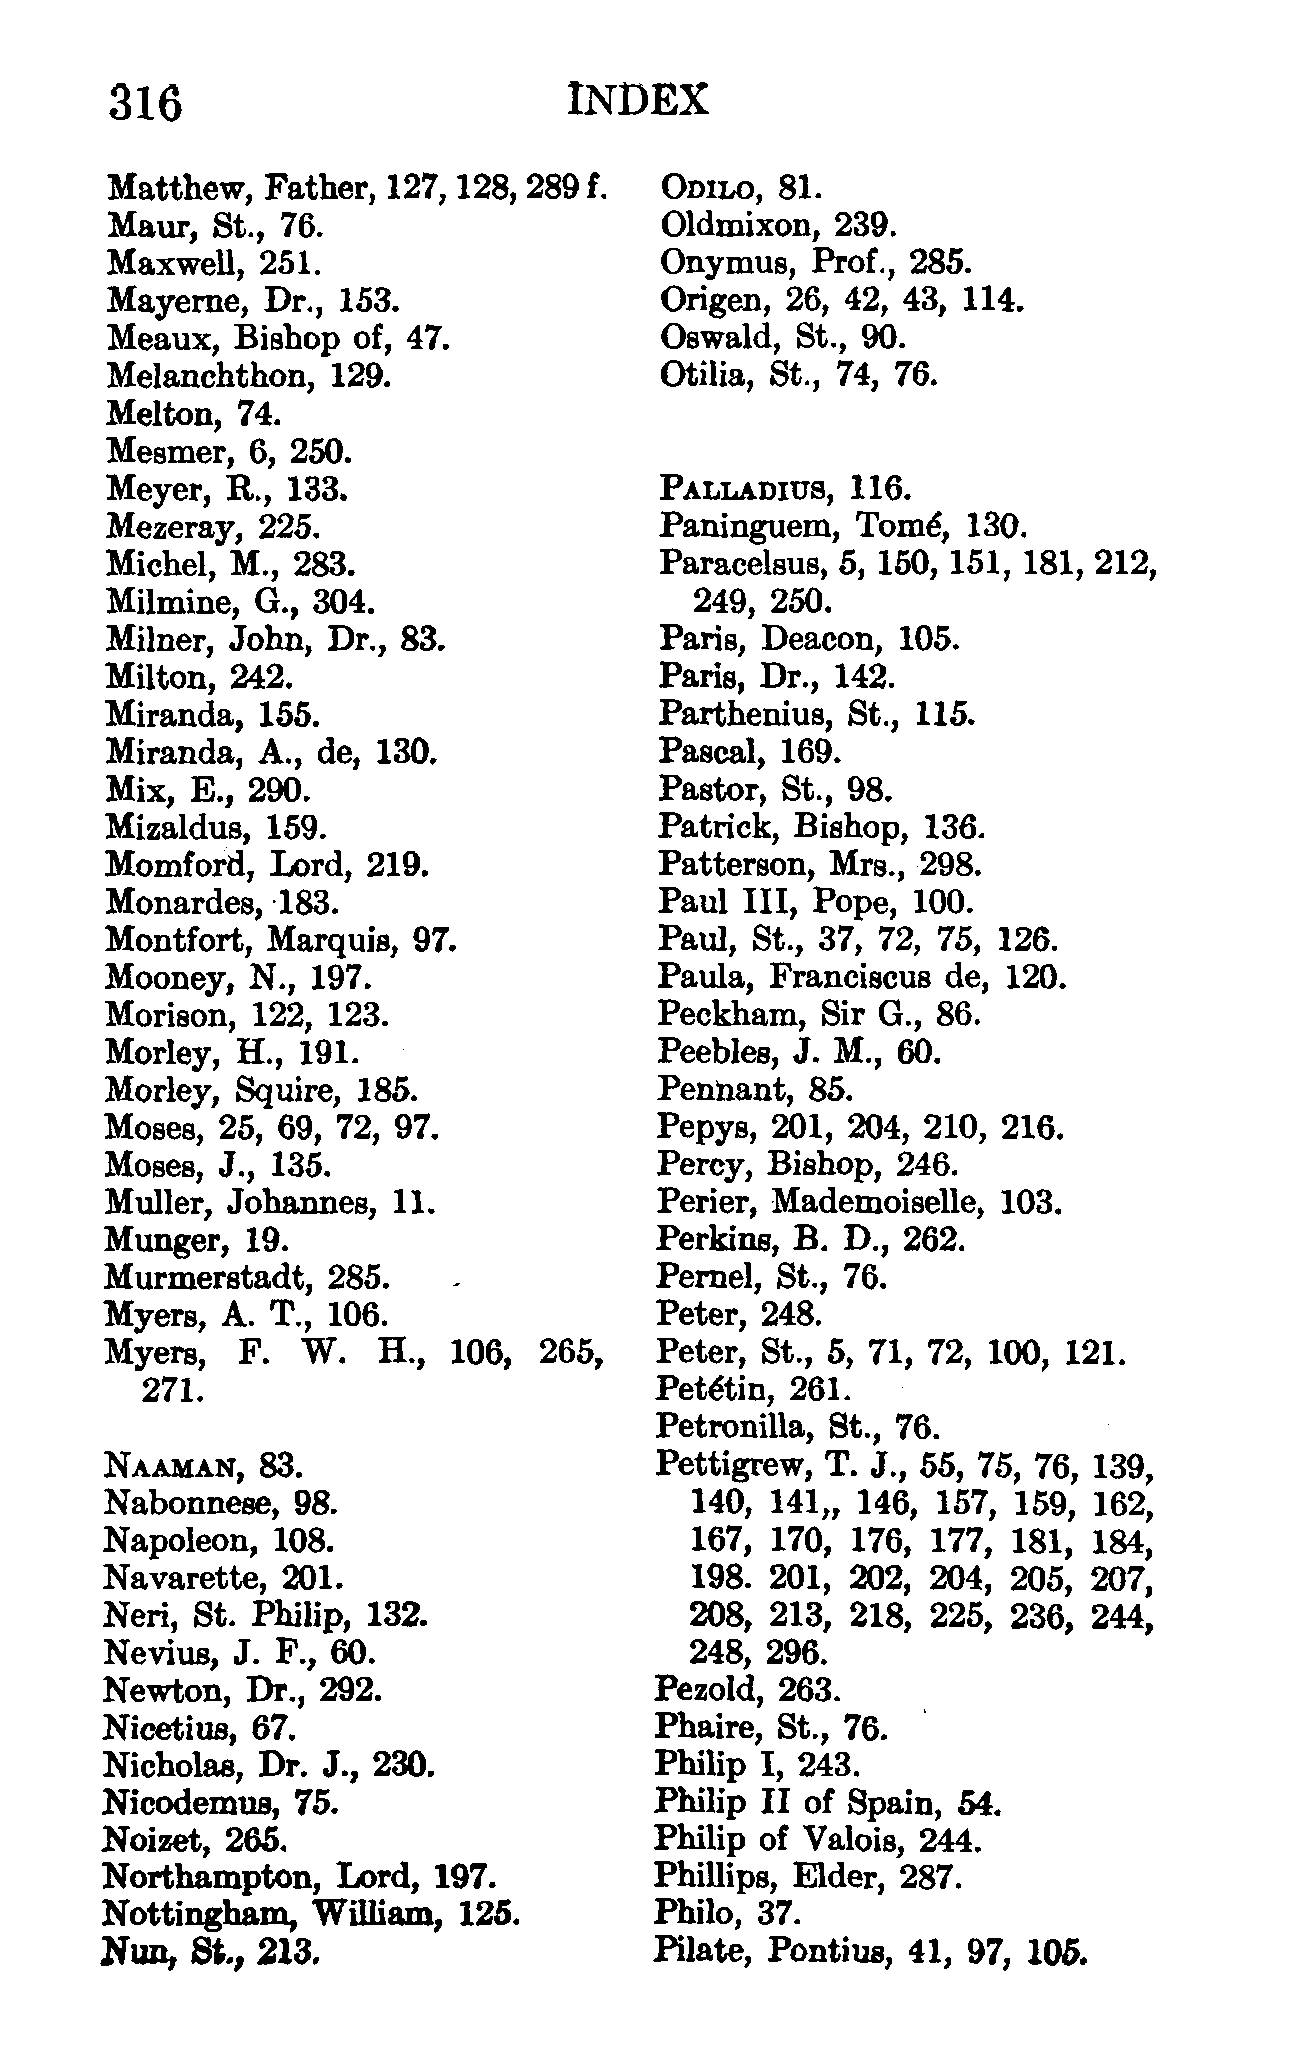 316
INDEX
Matthew, Father, 127, 128, 289 f.
Maur, St., 76.
Maxwell, 251.
Mayerne, Dr., 153.
Meaux, Bishop of, 47.
Melanchthon, 129.
Melton, 74.
Mesmer, 6, 250.
Meyer, R., 133.
Mezeray, 225.
Michel, M., 283.
Milmine, G., 304.
Milner, John, Dr., 83.
Milton, 242.
Miranda, 155.
Miranda, A., de, 130.
Mix, E., 290.
Mizaldus, 159.
Momford, Lord, 219.
Monardes, 183.
Montfort, Marquis, 97.
Mooney, N., 197.
Morison, 122, 123.
Morley, H., 191.
Morley, Squire, 185.
Moses, 25, 69, 72, 97.
Moses, J., 135.
Muller, Johannes, 11.
Munger, 19.
Murmerstadt, 285.
Myers, A. T., 106.
Myers, F. W. H., 106, 265,
271.
NAAMAN, 83.
Nabonnese, 98.
Napoleon, 108.
Navarette, 201.
Neri, St. Philip, 132.
Nevius, J. F., 60.
Newton, Dr., 292.
Nicetius, 67.
Nicholas, Dr. J., 230.
Nicodemus, 75.
Noizet, 265.
Northampton, Lord, 197.
Nottingham, William, 125.
Nun, St., 213.
ODILO, 81.
Oldmixon, 239.
Onymus, Prof., 285.
Origen, 26, 42, 43, 114.
Oswald, St., 90.
Otilia, St., 74, 76.
PALLADIUS, 116.
Paninguem, Tomé, 130.
Paracelsus, 5, 150, 151, 181, 212,
249, 250.
Paris, Deacon, 105.
Paris, Dr., 142.
Parthenius, St., 115.
Pascal, 169.
Pastor, St., 98.
Patrick, Bishop, 136.
Patterson, Mrs., 298.
Paul III, Pope, 100.
Paul, St., 37, 72, 75, 126.
Paula, Franciscus de, 120.
Peckham, Sir G., 86.
Peebles, J. M., 60.
Pennant, 85.
Pepys, 201, 204, 210, 216.
Percy, Bishop, 246.
Perier, Mademoiselle, 103.
Perkins, B. D., 262.
Pernel, St., 76.
Peter, 248.
Peter, St., 5, 71, 72, 100, 121.
Petétin, 261.
Petronilla, St., 76.
Pettigrew, T. J., 55, 75, 76, 139,
140, 141,, 146, 157, 159, 162,
167, 170, 176, 177, 181, 184,
198. 201, 202, 204, 205, 207,
208, 213, 218, 225, 236, 244,
248, 296.
Pezold, 263.
Phaire, St., 76.
Philip I, 243.
Philip II of Spain, 54.
Philip of Valois, 244.
Phillips, Elder, 287.
Philo, 37.
Pilate, Pontius, 41, 97, 105.